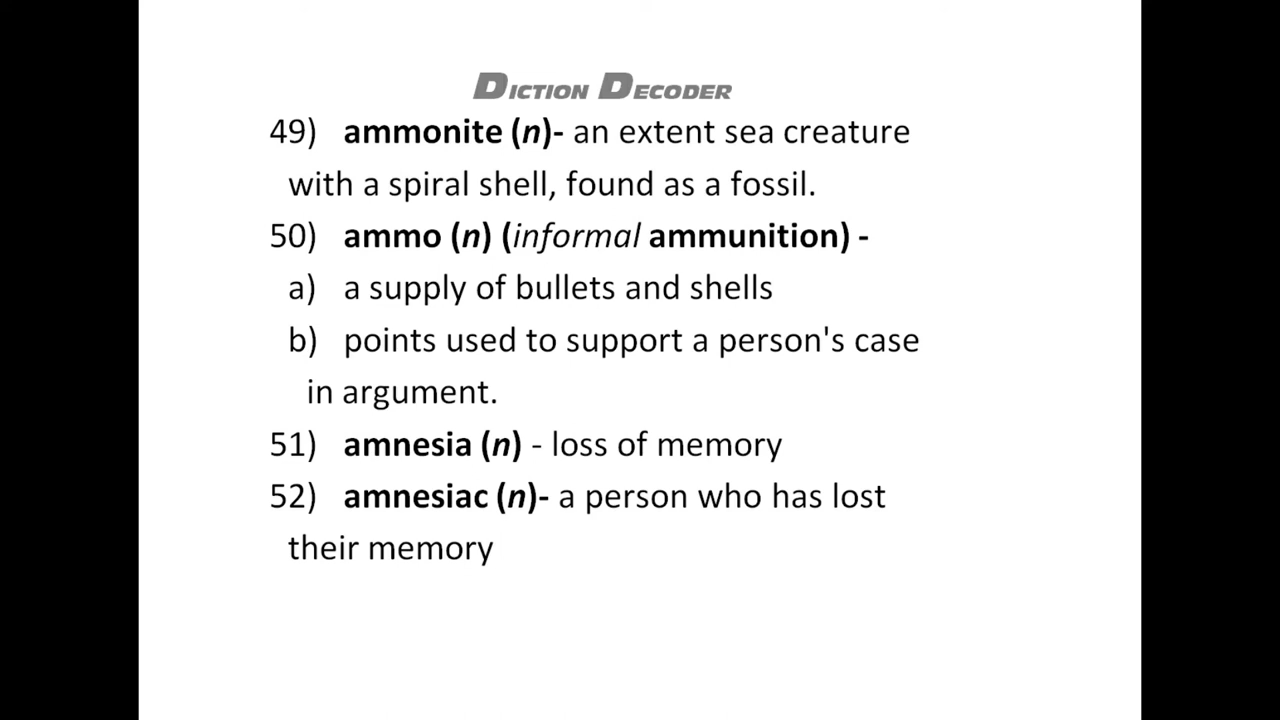 DICTION DECODER
49) ammonite (n)- an extent sea creature
with a spiral shell, found as a fossil.
50) ammo (n) (informal ammunition) -
a) a supply of bullets and shells
b) points used to support a person's case
in argument.
51) amnesia (n) - loss of memory
52) amnesiac (n)- a person who has lost
their memory